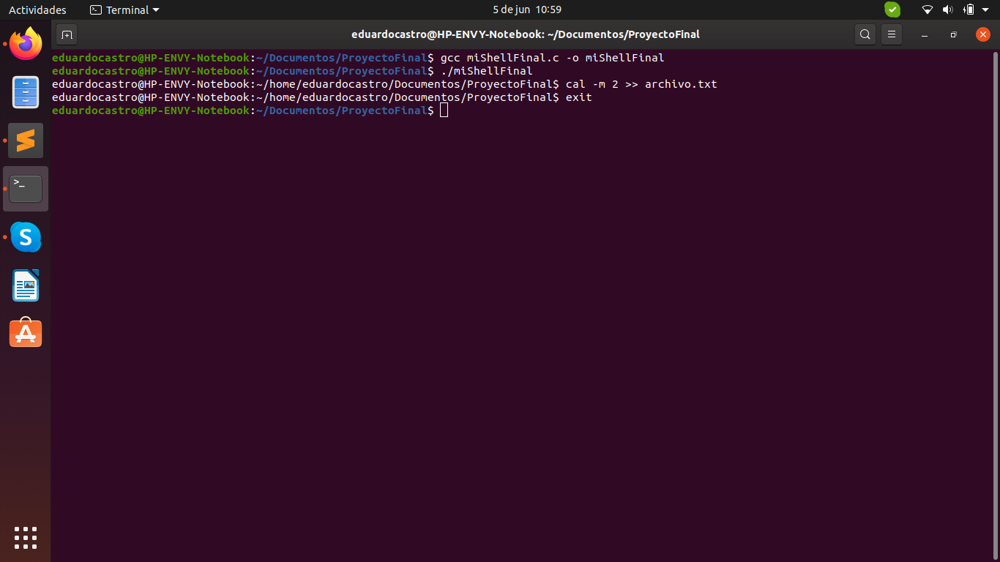 Actividades Terminal 5 de jun 10:59
eduardocastro@HP-ENVY-Notebook: ~/Documentos/ProyectoFinal
eduardocastro@HP-ENVY-Notebook:~/Documentos/ProyectoFinal$ gcc miShellFinal.c -o miShellFinal
eduardocastro@HP-ENVY-Notebook:~/Documentos/ProyectoFinal$ ./miShellFinal
eduardocastro@HP-ENVY-Notebook:~/home/eduardocastro/Documentos/ProyectoFinal$ cal -m 2 >> archivo.txt
eduardocastro@HP-ENVY-Notebook:~/home/eduardocastro/Documentos/ProyectoFinal$ exit
eduardocastro@HP-ENVY-Notebook:~/Documentos/ProyectoFinal$